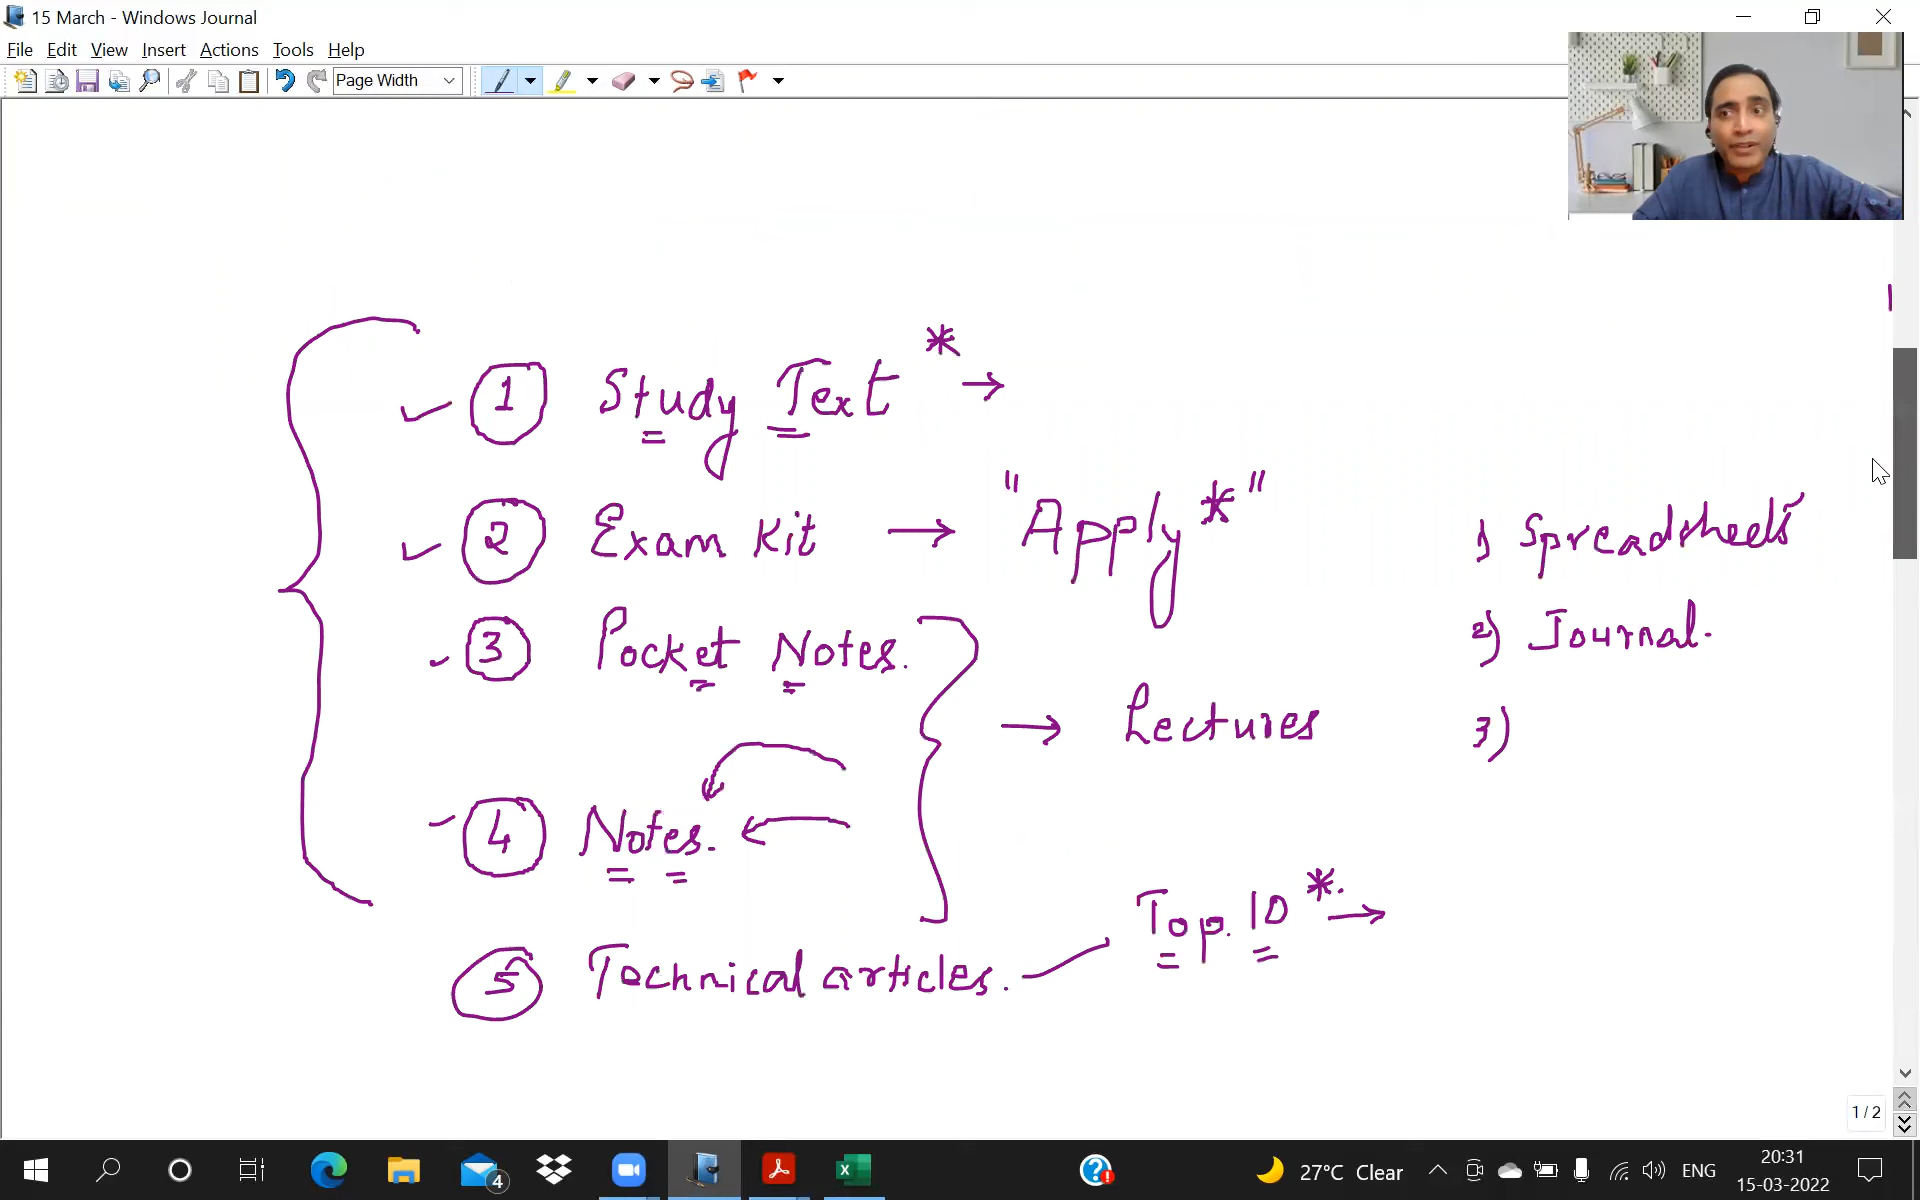 15 March - Windows Journal
File Edit View Insert Actions Tools Help
Page Width
1 Study Text * →
2 Exam Kit → "Apply *"
3 Pocket Notes.
→ Lectures
4 Notes.
5 Technical articles. Top. 10 *. →
1) Spreadsheets
2) Journal.
3)
1 / 2
4
27°C Clear
ENG
20:31
15-03-2022